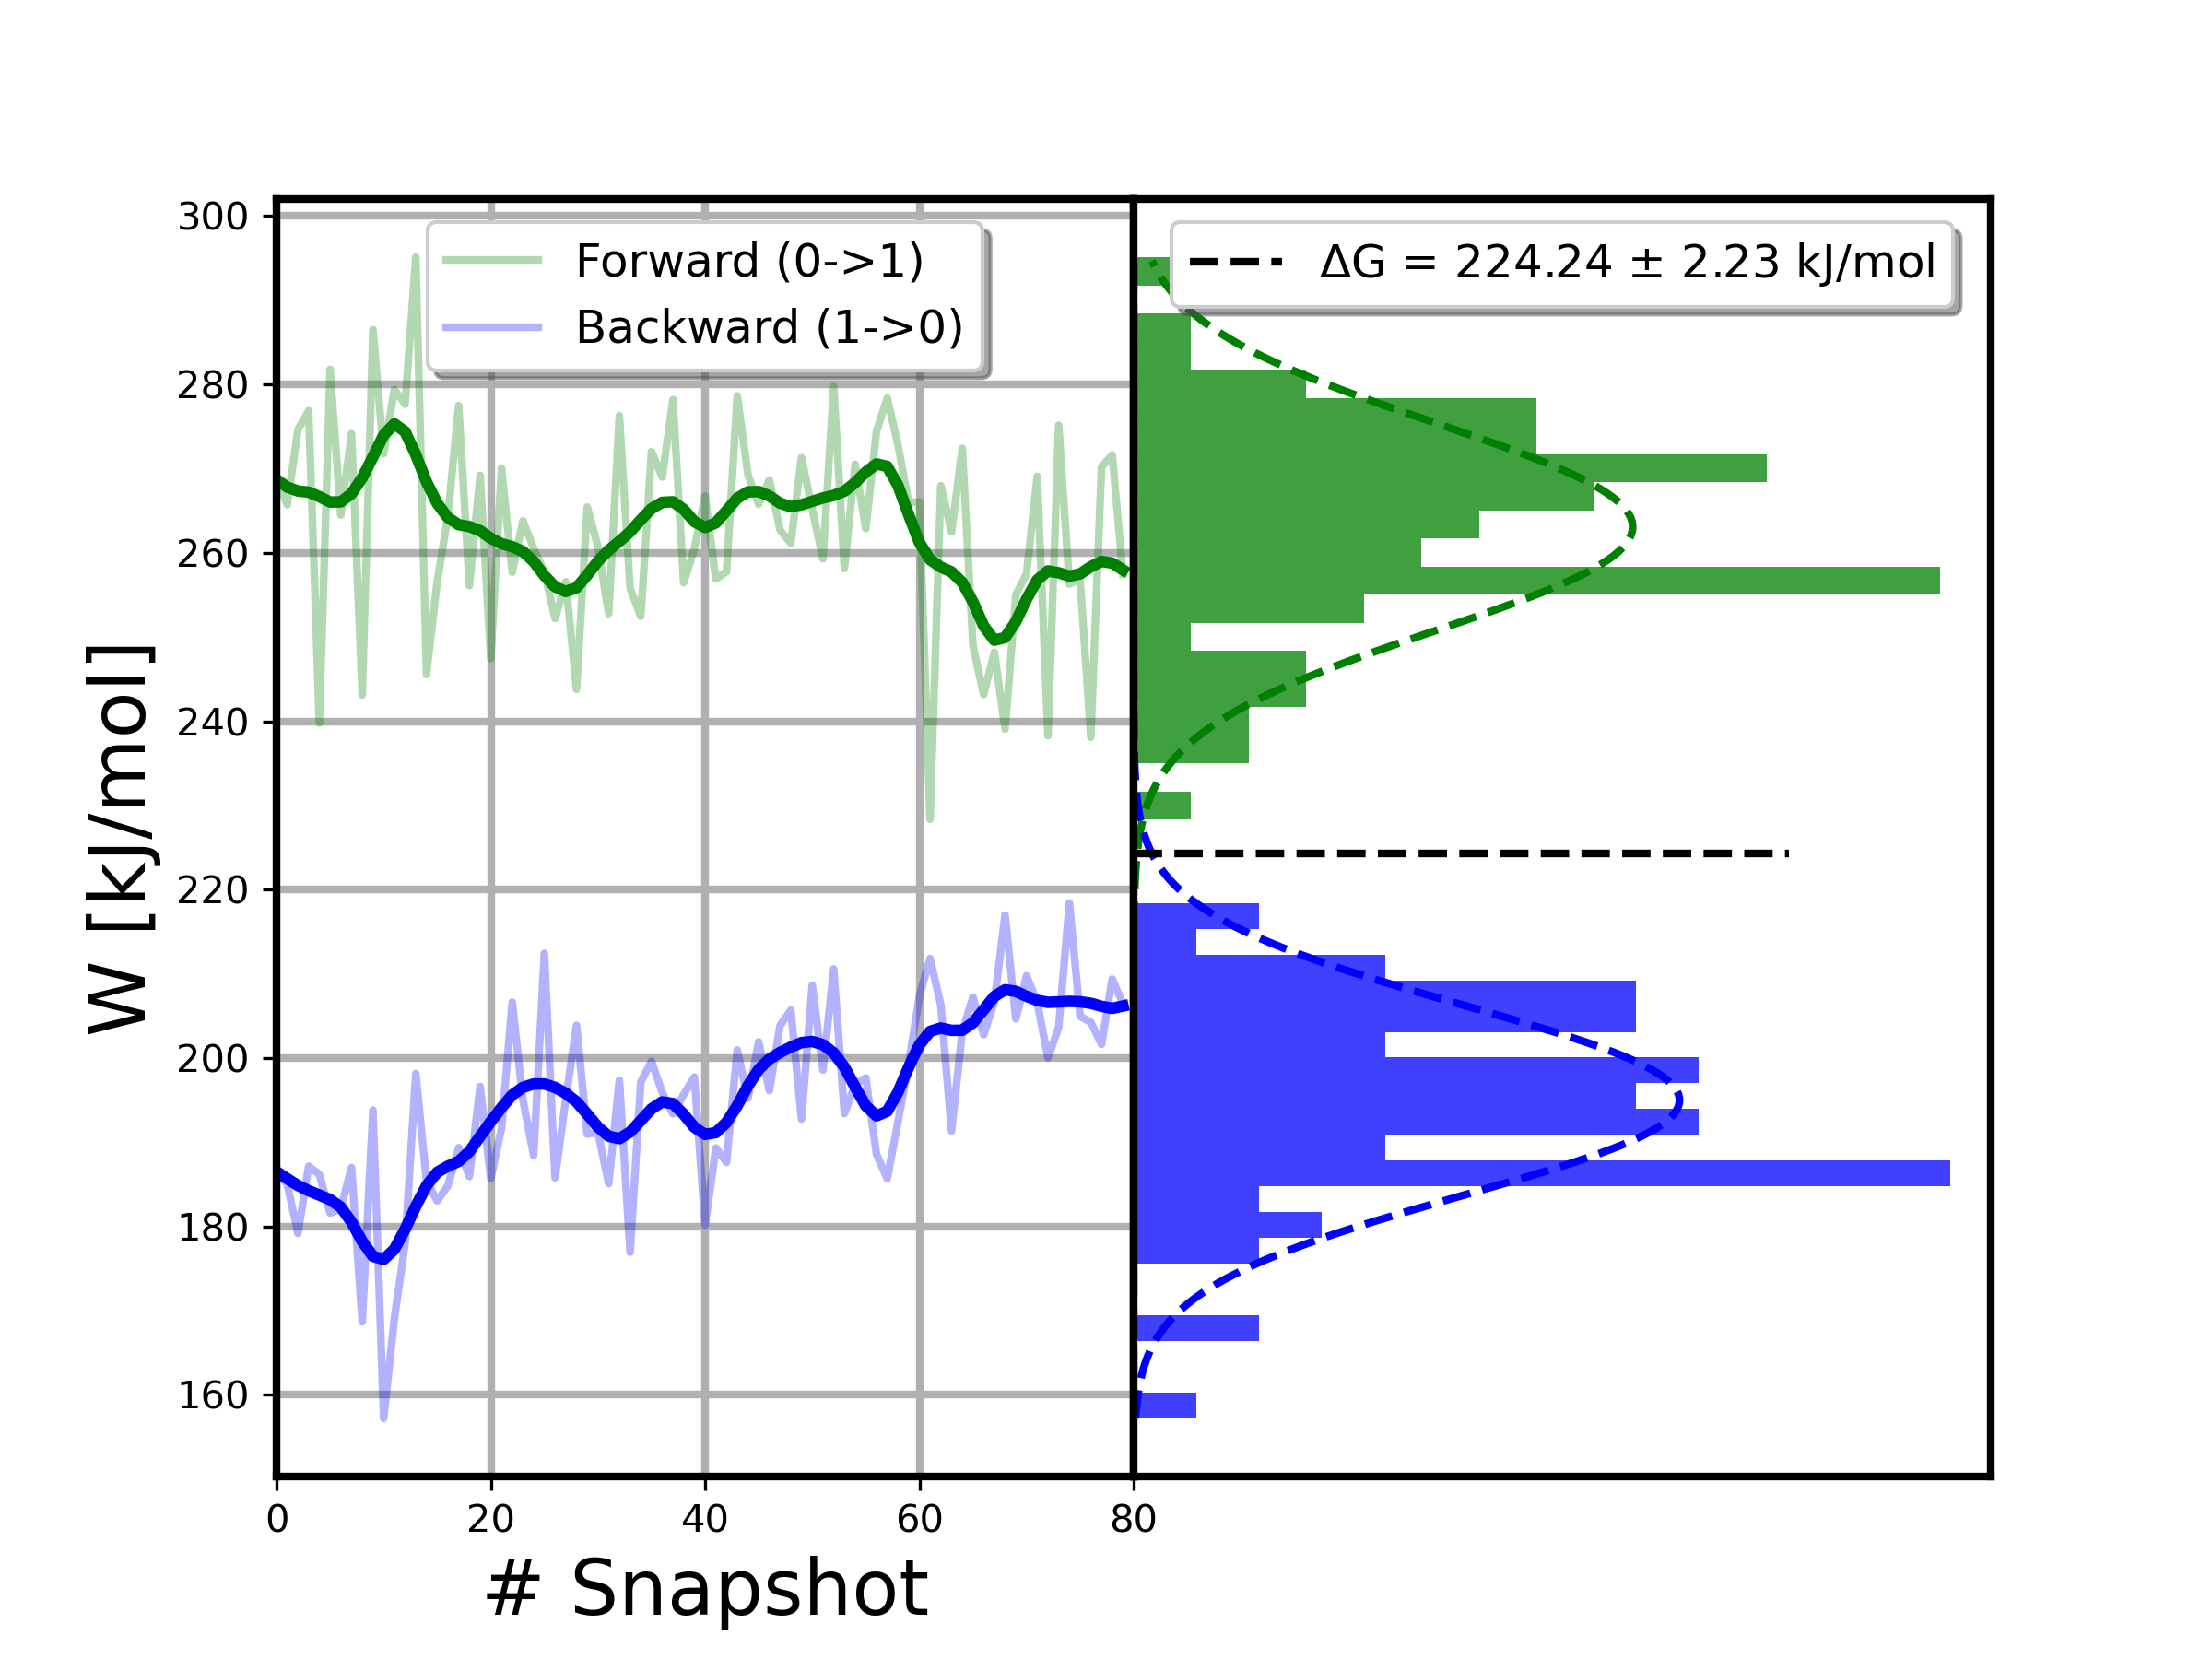 Forward (0->1)
Backward (1->0)
ΔG = 224.24 ± 2.23 kJ/mol
W [kJ/mol]
300
280
260
240
220
200
180
160
0 20 40 60 80
# Snapshot